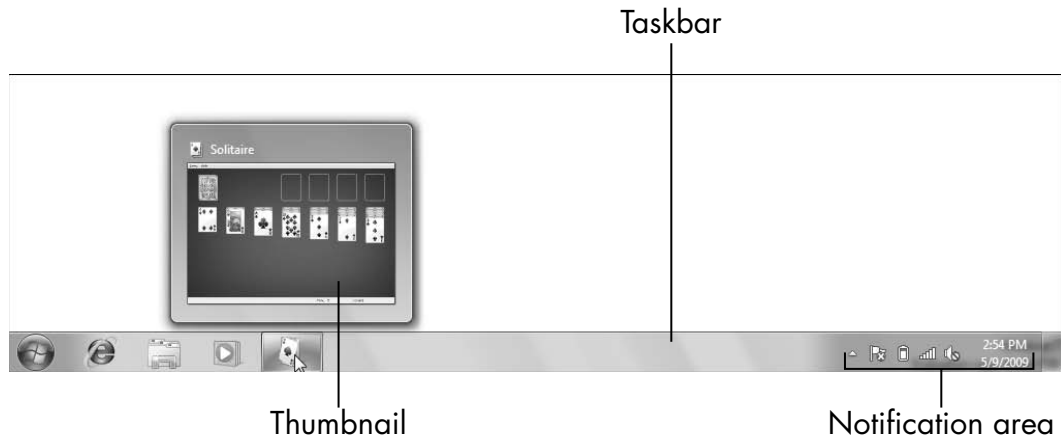 Taskbar
Solitaire
2:54 PM
5/9/2009
Thumbnail
Notification area